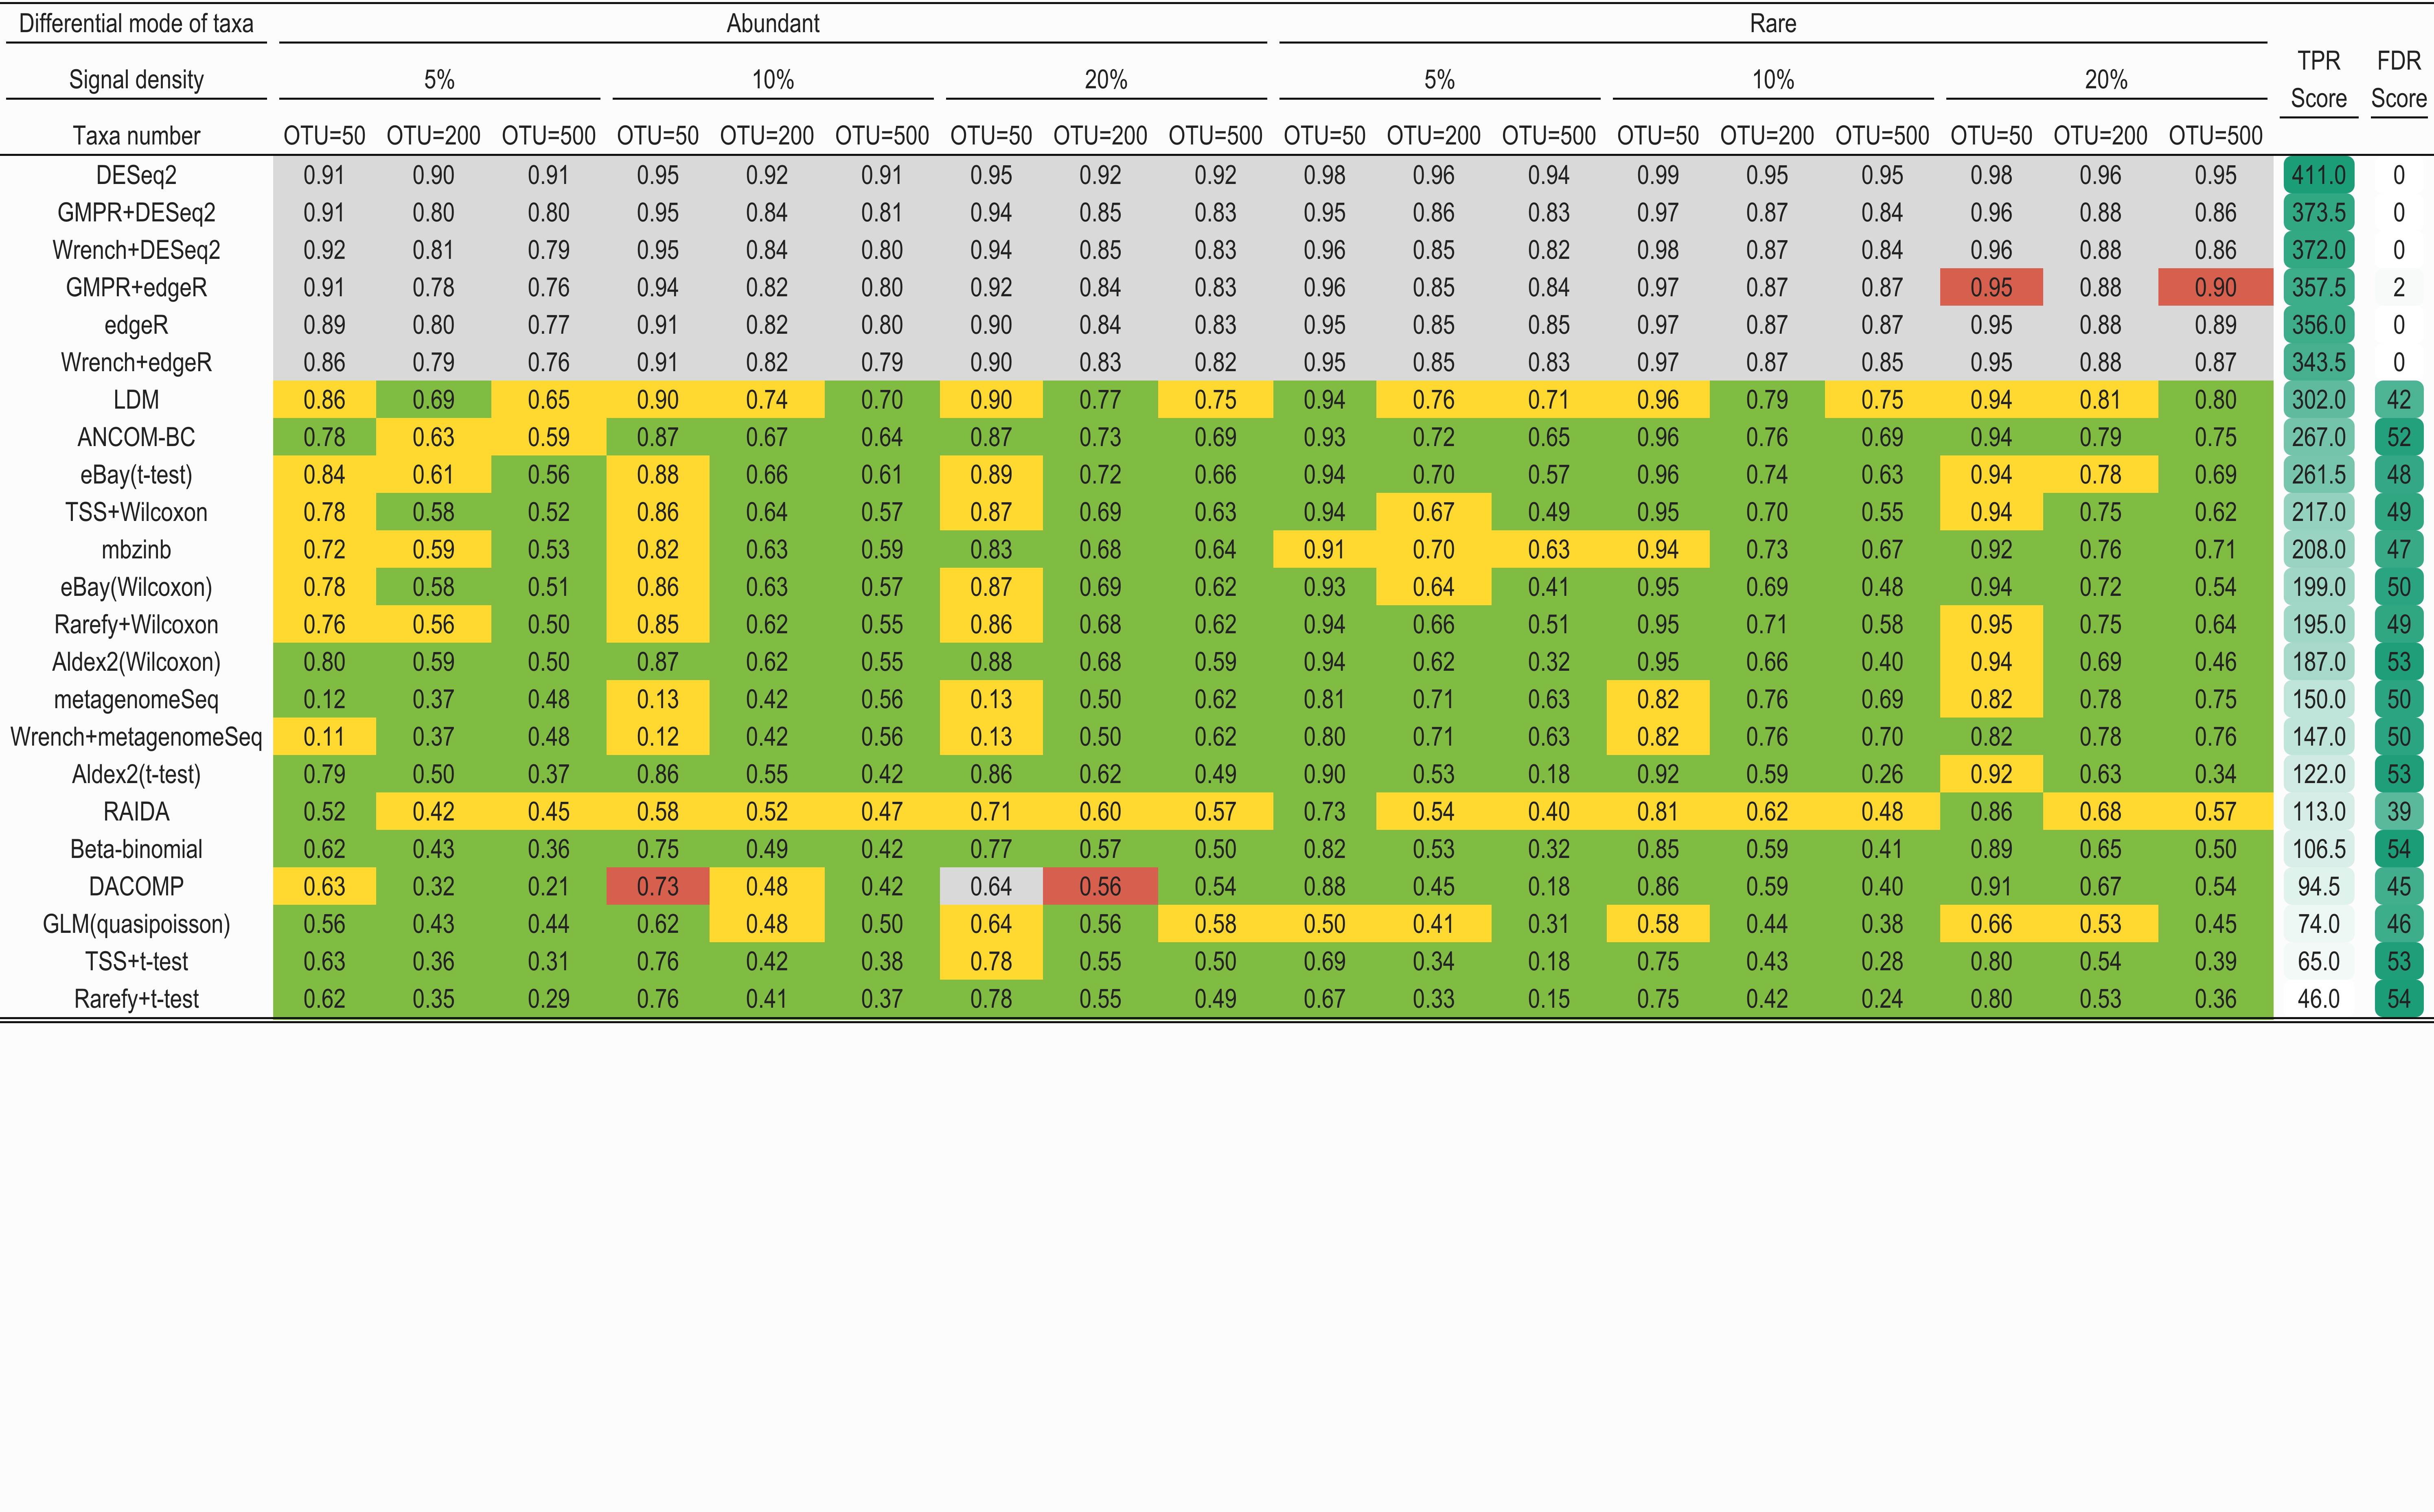 Differential mode of taxa Abundant Rare
TPR FDR
Signal density 5% 10% 20% 5% 10% 20%
Score Score
Taxa number OTU=50 OTU=200 OTU=500 OTU=50 OTU=200 OTU=500 OTU=50 OTU=200 OTU=500 OTU=50 OTU=200 OTU=500 OTU=50 OTU=200 OTU=500 OTU=50 OTU=200 OTU=500
DESeq2 0.91 0.90 0.91 0.95 0.92 0.91 0.95 0.92 0.92 0.98 0.96 0.94 0.99 0.95 0.95 0.98 0.96 0.95 411.0 0
GMPR+DESeq2 0.91 0.80 0.80 0.95 0.84 0.81 0.94 0.85 0.83 0.95 0.86 0.83 0.97 0.87 0.84 0.96 0.88 0.86 373.5 0
Wrench+DESeq2 0.92 0.81 0.79 0.95 0.84 0.80 0.94 0.85 0.83 0.96 0.85 0.82 0.98 0.87 0.84 0.96 0.88 0.86 372.0 0
GMPR+edgeR 0.91 0.78 0.76 0.94 0.82 0.80 0.92 0.84 0.83 0.96 0.85 0.84 0.97 0.87 0.87 0.95 0.88 0.90 357.5 2
edgeR 0.89 0.80 0.77 0.91 0.82 0.80 0.90 0.84 0.83 0.95 0.85 0.85 0.97 0.87 0.87 0.95 0.88 0.89 356.0 0
Wrench+edgeR 0.86 0.79 0.76 0.91 0.82 0.79 0.90 0.83 0.82 0.95 0.85 0.83 0.97 0.87 0.85 0.95 0.88 0.87 343.5 0
LDM 0.86 0.69 0.65 0.90 0.74 0.70 0.90 0.77 0.75 0.94 0.76 0.71 0.96 0.79 0.75 0.94 0.81 0.80 302.0 42
ANCOM-BC 0.78 0.63 0.59 0.87 0.67 0.64 0.87 0.73 0.69 0.93 0.72 0.65 0.96 0.76 0.69 0.94 0.79 0.75 267.0 52
eBay(t-test) 0.84 0.61 0.56 0.88 0.66 0.61 0.89 0.72 0.66 0.94 0.70 0.57 0.96 0.74 0.63 0.94 0.78 0.69 261.5 48
TSS+Wilcoxon 0.78 0.58 0.52 0.86 0.64 0.57 0.87 0.69 0.63 0.94 0.67 0.49 0.95 0.70 0.55 0.94 0.75 0.62 217.0 49
mbzinb 0.72 0.59 0.53 0.82 0.63 0.59 0.83 0.68 0.64 0.91 0.70 0.63 0.94 0.73 0.67 0.92 0.76 0.71 208.0 47
eBay(Wilcoxon) 0.78 0.58 0.51 0.86 0.63 0.57 0.87 0.69 0.62 0.93 0.64 0.41 0.95 0.69 0.48 0.94 0.72 0.54 199.0 50
Rarefy+Wilcoxon 0.76 0.56 0.50 0.85 0.62 0.55 0.86 0.68 0.62 0.94 0.66 0.51 0.95 0.71 0.58 0.95 0.75 0.64 195.0 49
Aldex2(Wilcoxon) 0.80 0.59 0.50 0.87 0.62 0.55 0.88 0.68 0.59 0.94 0.62 0.32 0.95 0.66 0.40 0.94 0.69 0.46 187.0 53
metagenomeSeq 0.12 0.37 0.48 0.13 0.42 0.56 0.13 0.50 0.62 0.81 0.71 0.63 0.82 0.76 0.69 0.82 0.78 0.75 150.0 50
Wrench+metagenomeSeq 0.11 0.37 0.48 0.12 0.42 0.56 0.13 0.50 0.62 0.80 0.71 0.63 0.82 0.76 0.70 0.82 0.78 0.76 147.0 50
Aldex2(t-test) 0.79 0.50 0.37 0.86 0.55 0.42 0.86 0.62 0.49 0.90 0.53 0.18 0.92 0.59 0.26 0.92 0.63 0.34 122.0 53
RAIDA 0.52 0.42 0.45 0.58 0.52 0.47 0.71 0.60 0.57 0.73 0.54 0.40 0.81 0.62 0.48 0.86 0.68 0.57 113.0 39
Beta-binomial 0.62 0.43 0.36 0.75 0.49 0.42 0.77 0.57 0.50 0.82 0.53 0.32 0.85 0.59 0.41 0.89 0.65 0.50 106.5 54
DACOMP 0.63 0.32 0.21 0.73 0.48 0.42 0.64 0.56 0.54 0.88 0.45 0.18 0.86 0.59 0.40 0.91 0.67 0.54 94.5 45
GLM(quasipoisson) 0.56 0.43 0.44 0.62 0.48 0.50 0.64 0.56 0.58 0.50 0.41 0.31 0.58 0.44 0.38 0.66 0.53 0.45 74.0 46
TSS+t-test 0.63 0.36 0.31 0.76 0.42 0.38 0.78 0.55 0.50 0.69 0.34 0.18 0.75 0.43 0.28 0.80 0.54 0.39 65.0 53
Rarefy+t-test 0.62 0.35 0.29 0.76 0.41 0.37 0.78 0.55 0.49 0.67 0.33 0.15 0.75 0.42 0.24 0.80 0.53 0.36 46.0 54